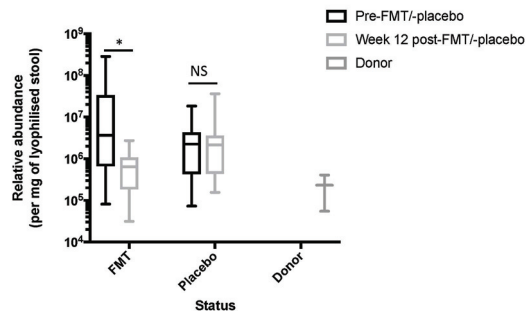 Pre-FMT/-placebo
Week 12 post-FMT/-placebo
Donor
Relative abundance
(per mg of lyophilised stool)
10⁹
10⁸
10⁷
10⁶
10⁵
10⁴
*
NS
FMT
Placebo
Donor
Status